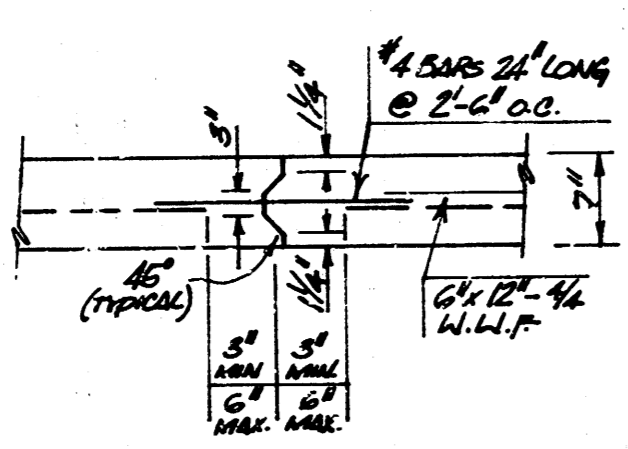 #4 BARS 24" LONG
@ 2'-6" O.C.
3"
1 1/4"
7"
45°
(TYPICAL)
1 1/4"
6" x 12" - 4/4
W.W.F.
3"
MIN
3"
MIN.
6"
MAX.
6"
MAX.